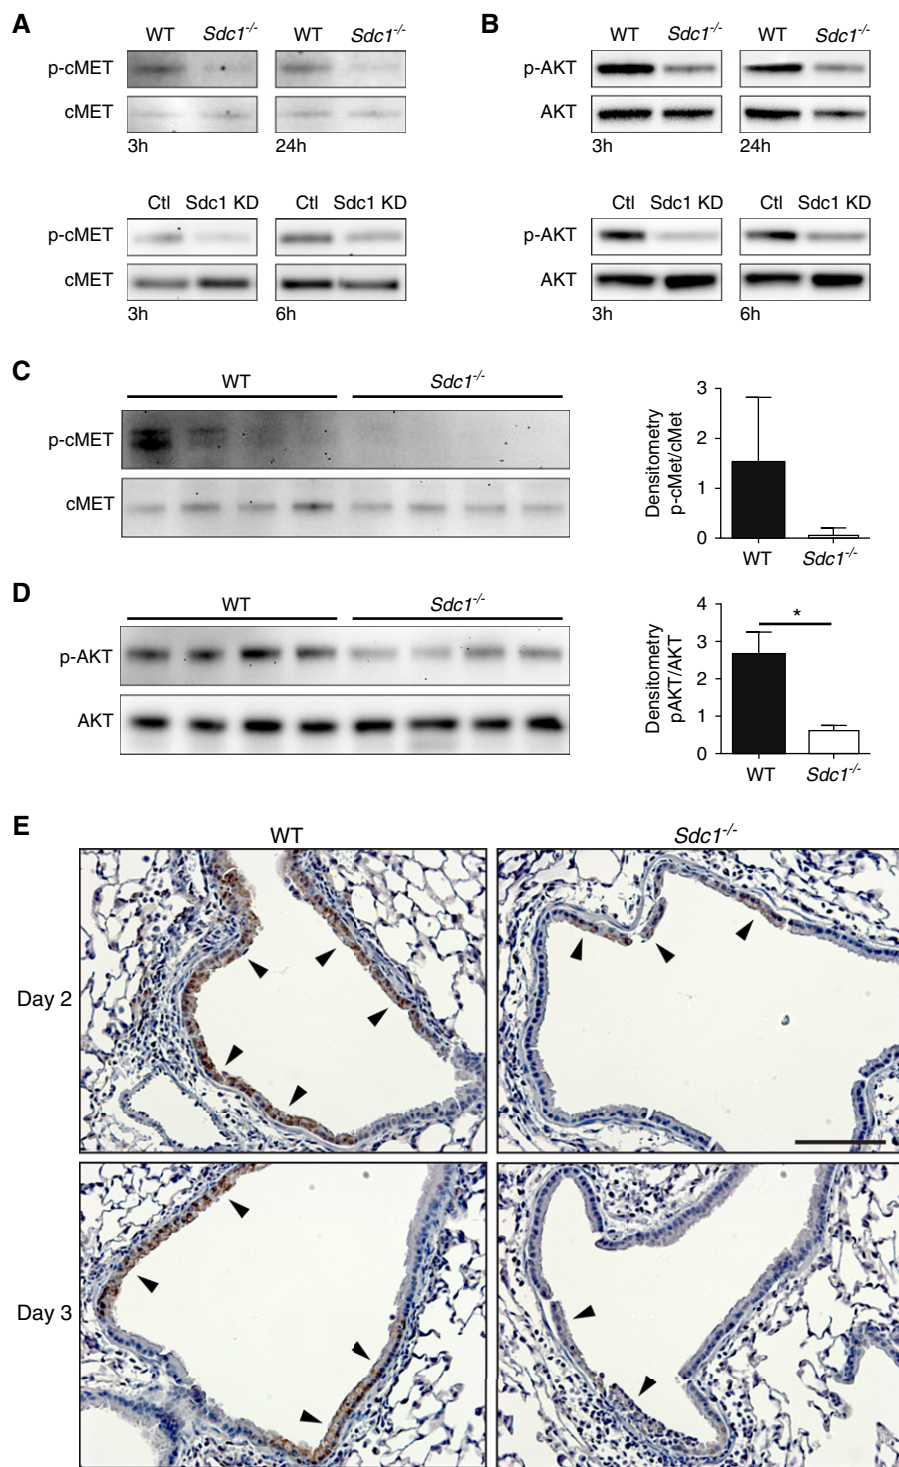 A
WT Sdc1-/- WT Sdc1-/-
p-cMET
cMET
3h 24h
Ctl Sdc1 KD Ctl Sdc1 KD
p-cMET
cMET
3h 6h
B
WT Sdc1-/- WT Sdc1-/-
p-AKT
AKT
3h 24h
Ctl Sdc1 KD Ctl Sdc1 KD
p-AKT
AKT
3h 6h
C
WT Sdc1-/-
p-cMET
cMET
Densitometry
p-cMet/cMet
3
2
1
0
WT Sdc1-/-
D
WT Sdc1-/-
p-AKT
AKT
Densitometry
pAKT/AKT
4
3
2
1
0
*
WT Sdc1-/-
E
WT Sdc1-/-
Day 2
Day 3